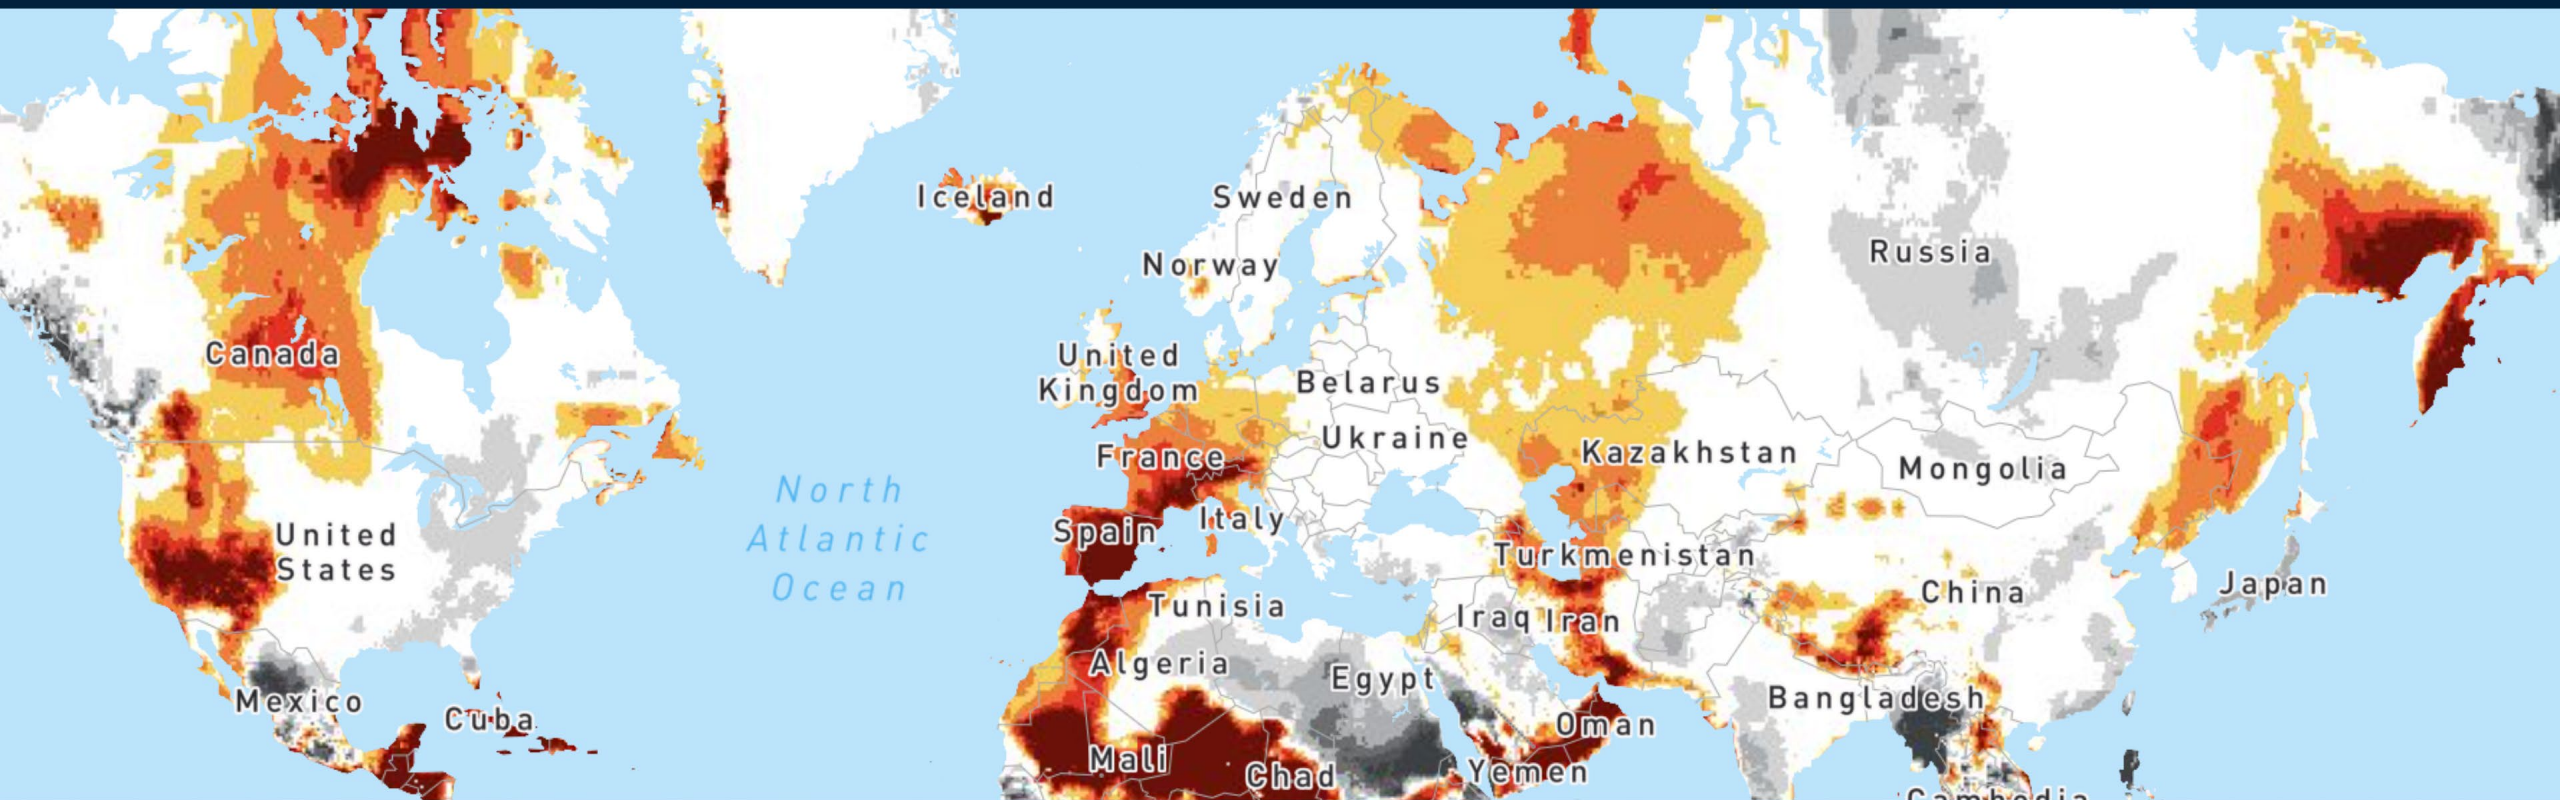 Iceland
Sweden
Norway
Russia
Canada
United
Kingdom
Belarus
Ukraine
France
Kazakhstan
Mongolia
North
Atlantic
Ocean
Spain
Italy
United
States
Turkmenistan
China
Japan
Tunisia
Iraq
Iran
Algeria
Egypt
Mexico
Cuba
Bangladesh
Oman
Mali
Chad
Yemen
Cambodia